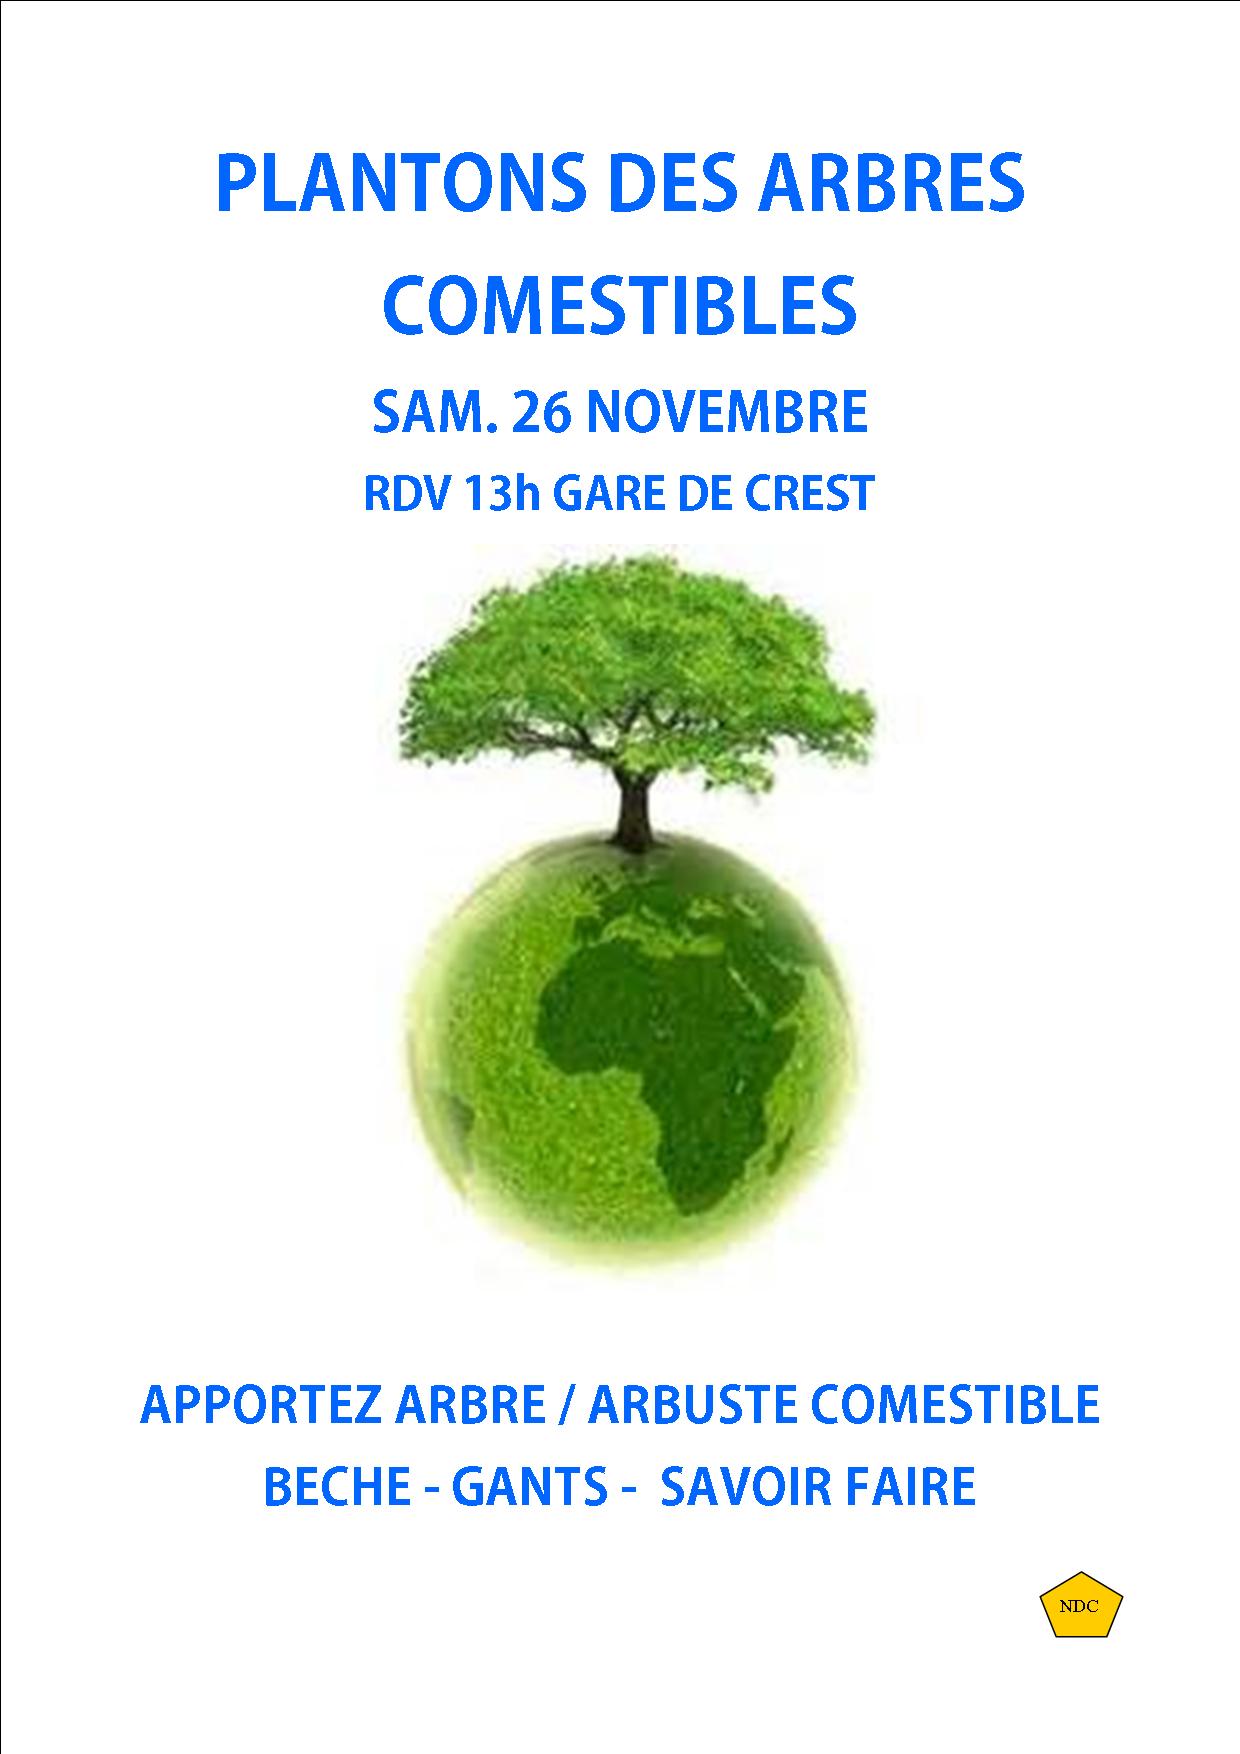 PLANTONS DES ARBRES
COMESTIBLES
SAM. 26 NOVEMBRE
RDV 13h GARE DE CREST
APPORTEZ ARBRE / ARBUSTE COMESTIBLE
BECHE - GANTS - SAVOIR FAIRE
NDC